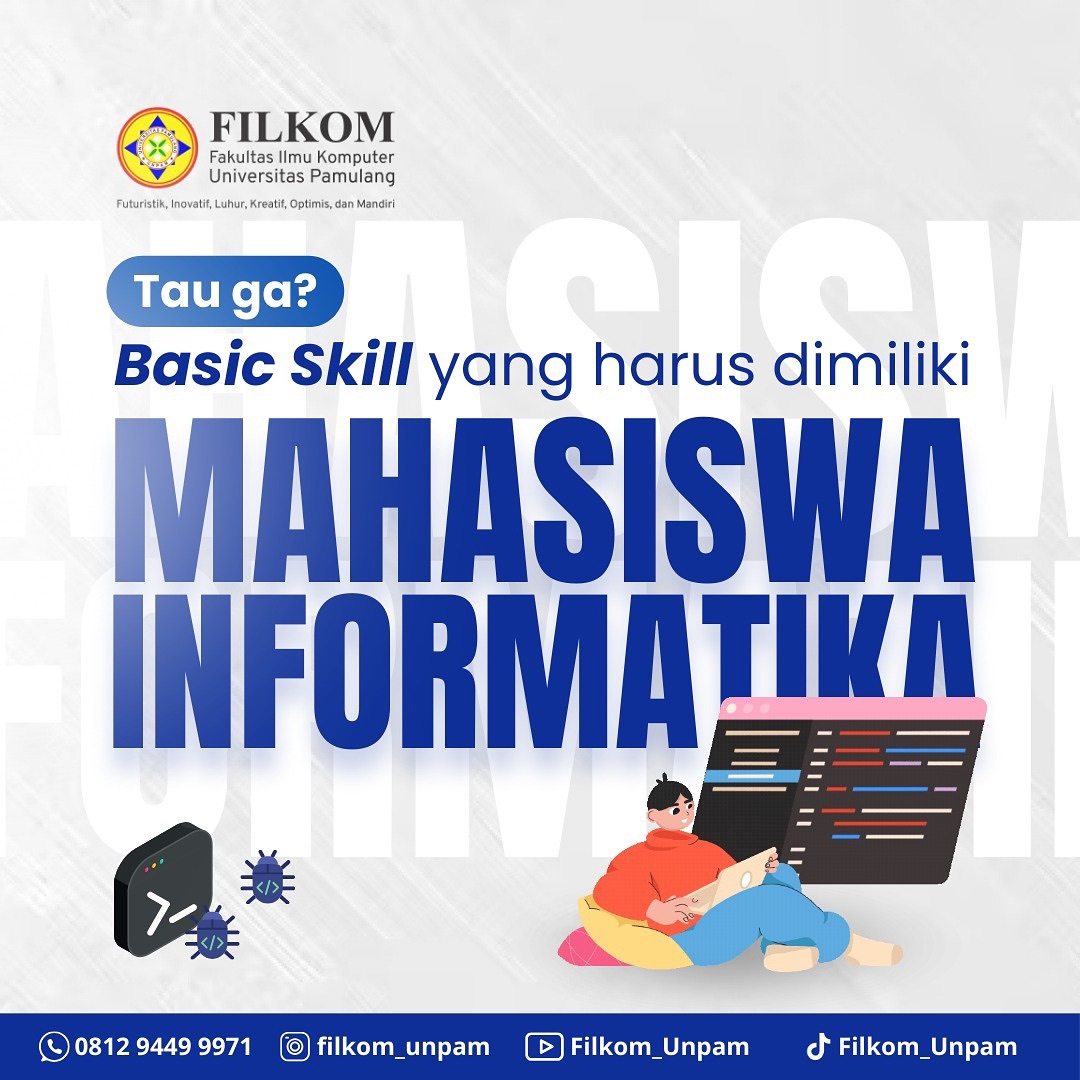 FILKOM
Fakultas Ilmu Komputer
Universitas Pamulang
Futuristik, Inovatif, Luhur, Kreatif, Optimis, dan Mandiri
Tau ga?
Basic Skill yang harus dimiliki
MAHASISWA
INFORMATIKA
0812 9449 9971 filkom_unpam Filkom_Unpam Filkom_Unpam